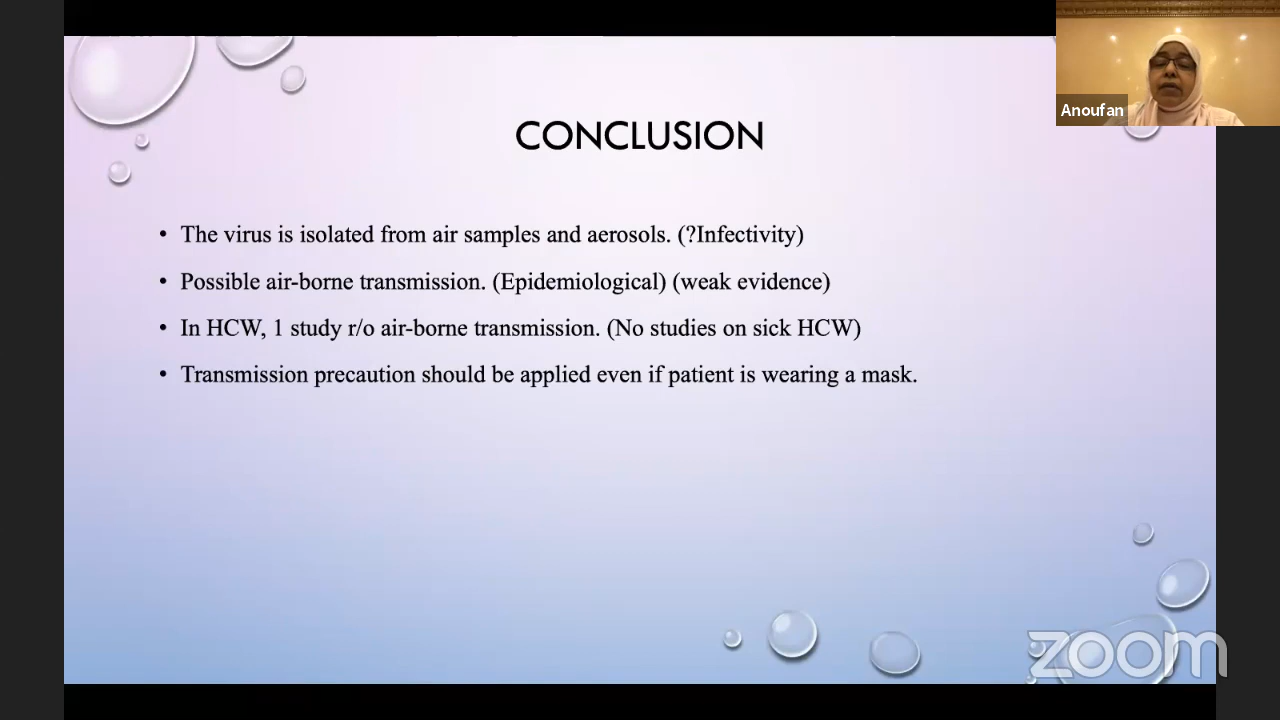 Anoufan
CONCLUSION
• The virus is isolated from air samples and aerosols. (?Infectivity)
• Possible air-borne transmission. (Epidemiological) (weak evidence)
• In HCW, 1 study r/o air-borne transmission. (No studies on sick HCW)
• Transmission precaution should be applied even if patient is wearing a mask.
zoom